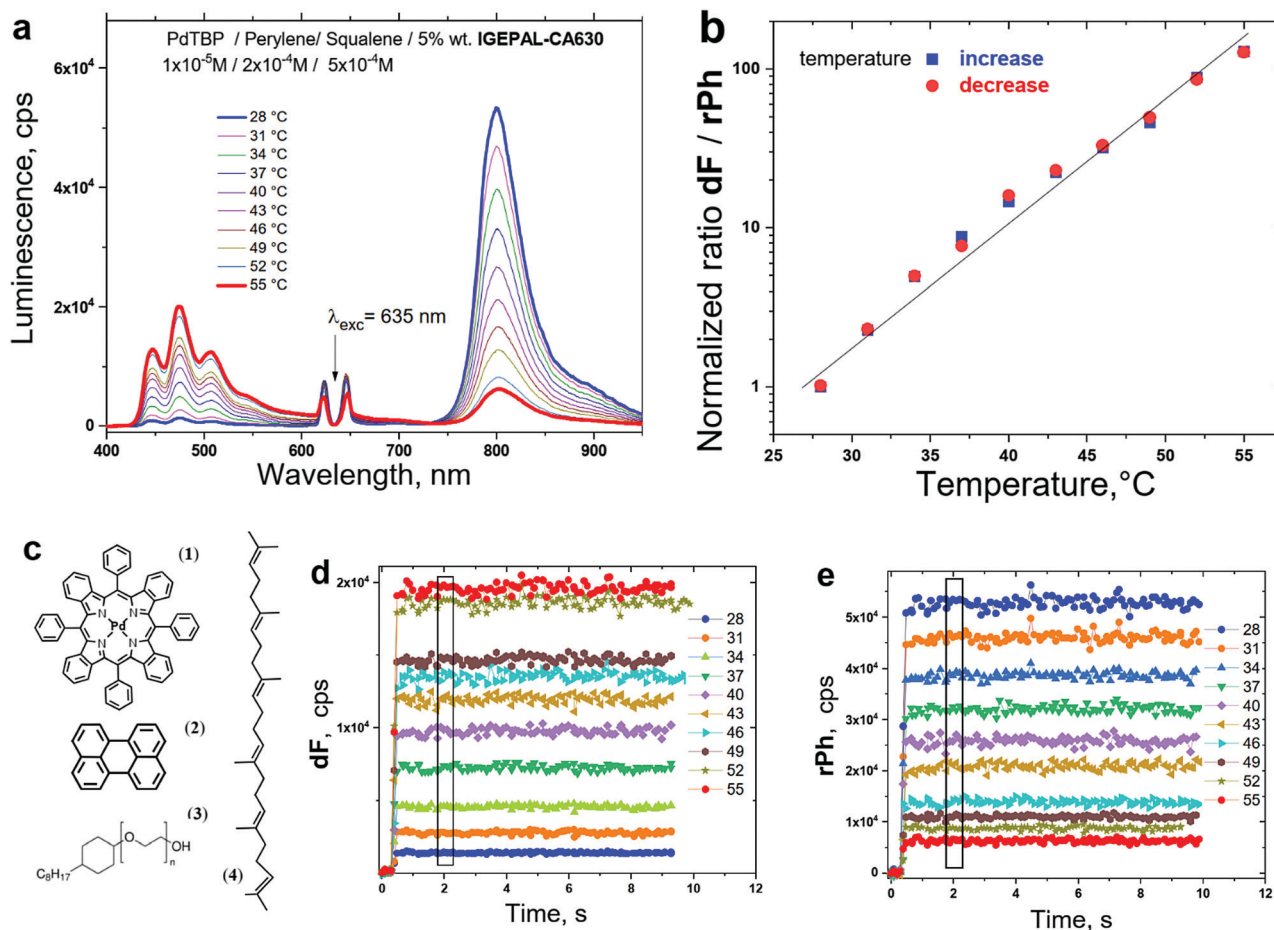 a
PdTBP / Perylene/ Squalene / 5% wt. IGEPAL-CA630
1x10⁻⁵M / 2x10⁻⁴M / 5x10⁻⁴M
6x10⁴
4x10⁴
2x10⁴
0
Luminescence, cps
28 °C
31 °C
34 °C
37 °C
40 °C
43 °C
46 °C
49 °C
52 °C
55 °C
λexc= 635 nm
400 500 600 700 800 900
Wavelength, nm
b
temperature
increase
decrease
Normalized ratio dF / rPh
100
10
1
25 30 35 40 45 50 55
Temperature,°C
c
(1)
N
N N
N
Pd
(2)
(3)
O
OH
n
C₈H₁₇
(4)
d
2x10⁴
1x10⁴
0
dF, cps
28
31
34
37
40
43
46
49
52
55
0 2 4 6 8 10 12
Time, s
e
5x10⁴
4x10⁴
3x10⁴
2x10⁴
1x10⁴
0
rPh, cps
28
31
34
37
40
43
46
49
52
55
0 2 4 6 8 10 12
Time, s